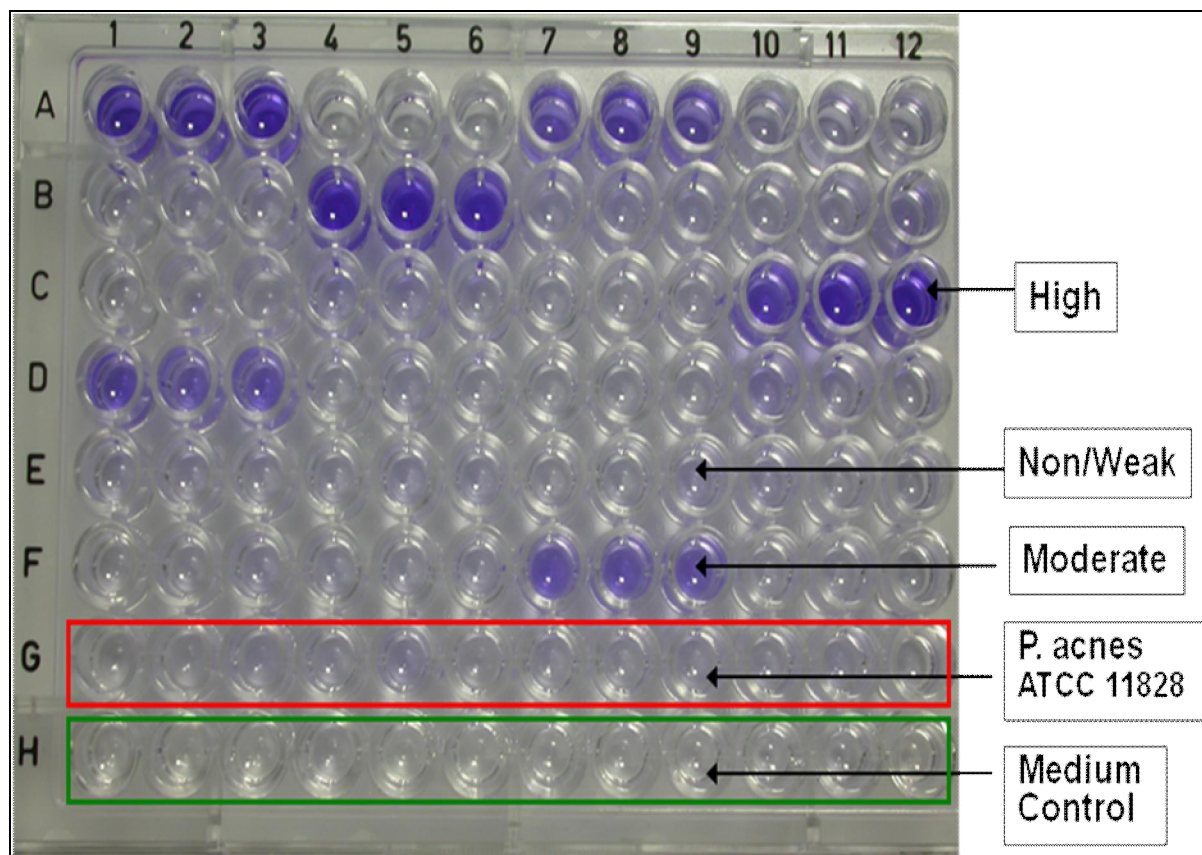 1 2 3 4 5 6 7 8 9 10 11 12
A
B
C
High
D
E
Non/Weak
F
Moderate
G
P. acnes
ATCC 11828
H
Medium
Control